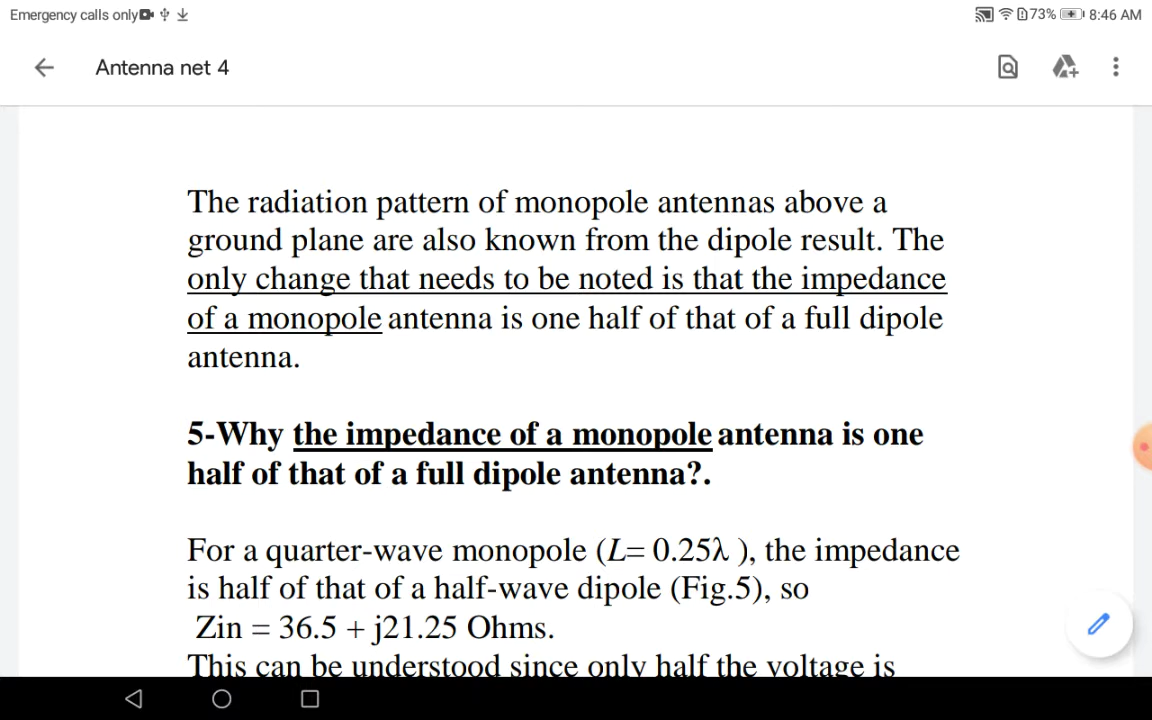 Emergency calls only 73% 8:46 AM
Antenna net 4
The radiation pattern of monopole antennas above a
ground plane are also known from the dipole result. The
only change that needs to be noted is that the impedance
of a monopole antenna is one half of that of a full dipole
antenna.
5-Why the impedance of a monopole antenna is one
half of that of a full dipole antenna?.
For a quarter-wave monopole (L= 0.25λ ), the impedance
is half of that of a half-wave dipole (Fig.5), so
Zin = 36.5 + j21.25 Ohms.
This can be understood since only half the voltage is